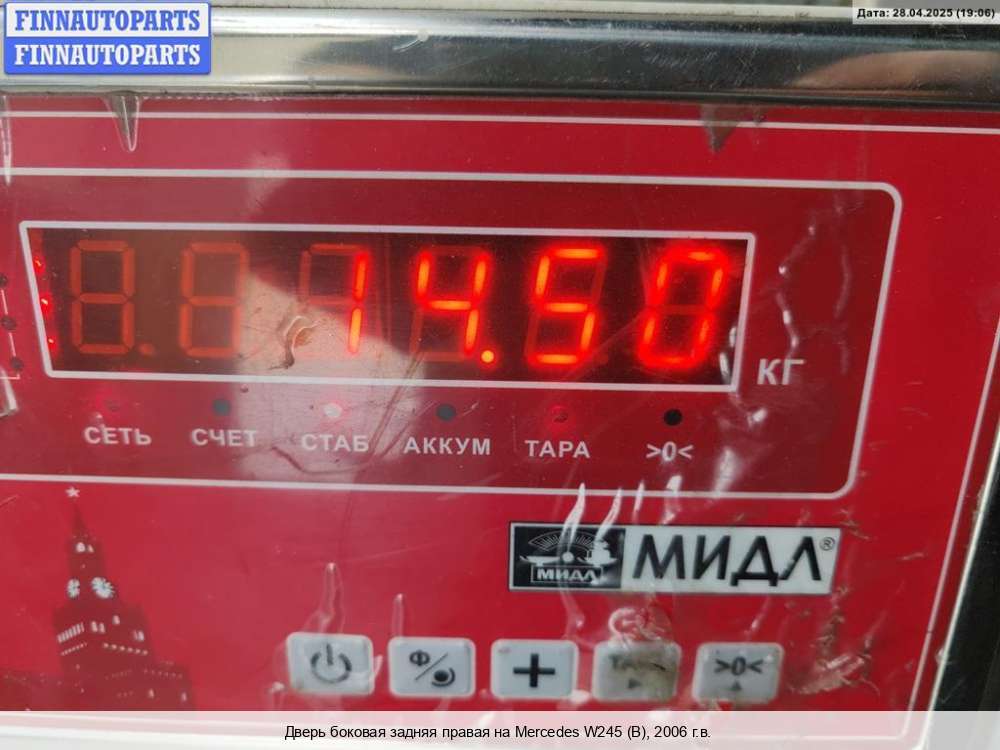 FINNAUTOPARTS
FINNAUTOPARTS
Дата: 28.04.2025 (19:06)
14.50
КГ
СЕТЬ СЧЕТ СТАБ АККУМ ТАРА >0<
МИДЛ МИДЛ®
Ф + >0<
Дверь боковая задняя правая на Mercedes W245 (B), 2006 г.в.